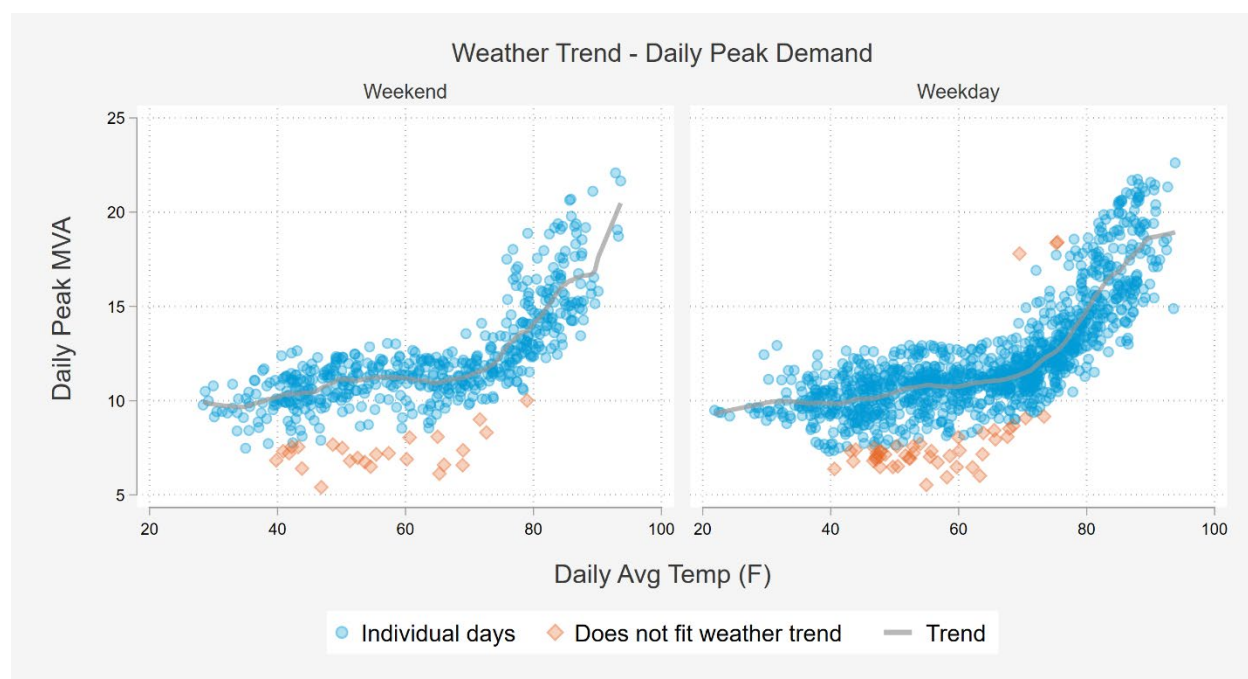 Weather Trend - Daily Peak Demand
Weekend
Weekday
Daily Peak MVA
25
20
15
10
5
20 40 60 80 100
20 40 60 80 100
Daily Avg Temp (F)
Individual days Does not fit weather trend Trend